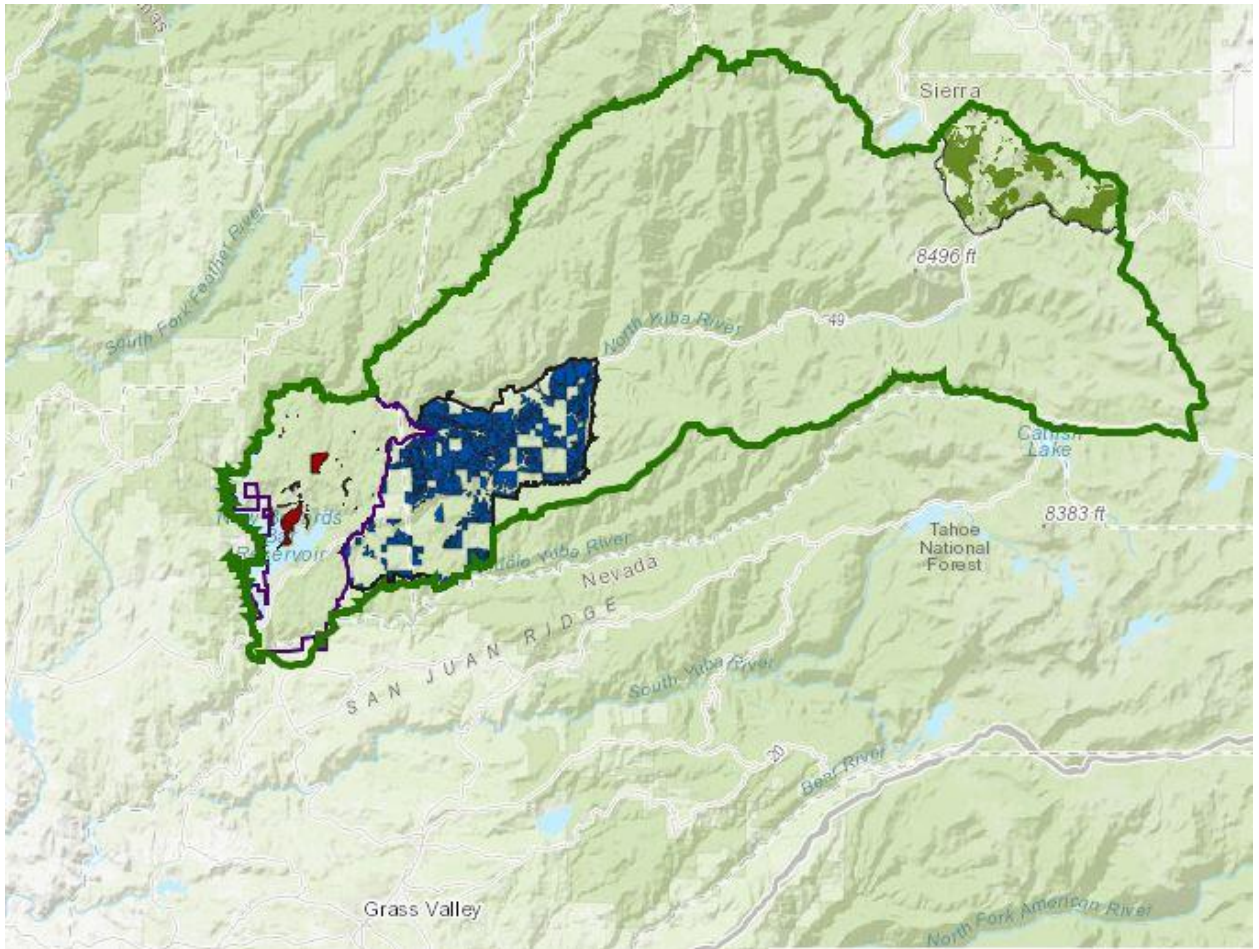 Sierra
8496 ft
South Fork Feather River
North Yuba River
49
Catfish
Lake
8383 ft
Reservoir
Tahoe
National
Forest
Yuba River
Nevada
SAN JUAN RIDGE
South Yuba River
20
Bear River
Grass Valley
North Fork American River